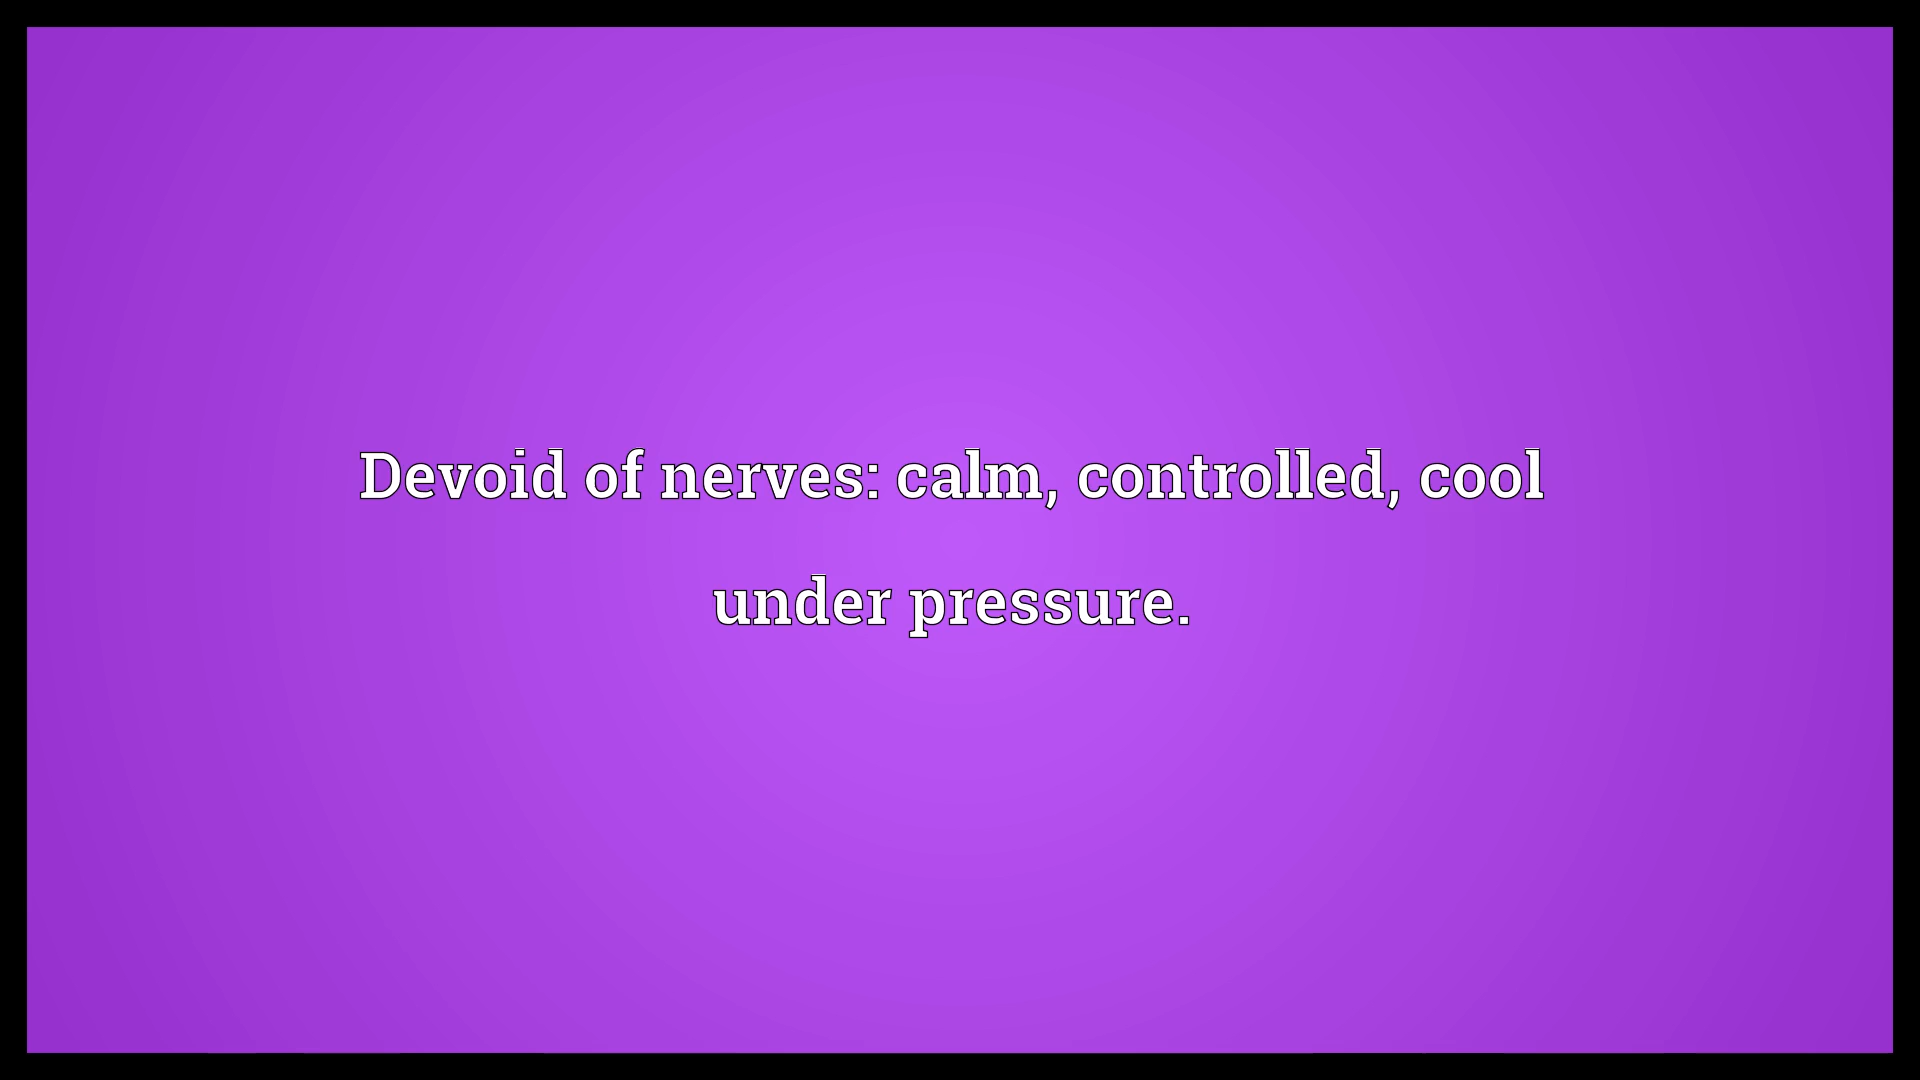 Devoid of nerves: calm, controlled, cool
under pressure.